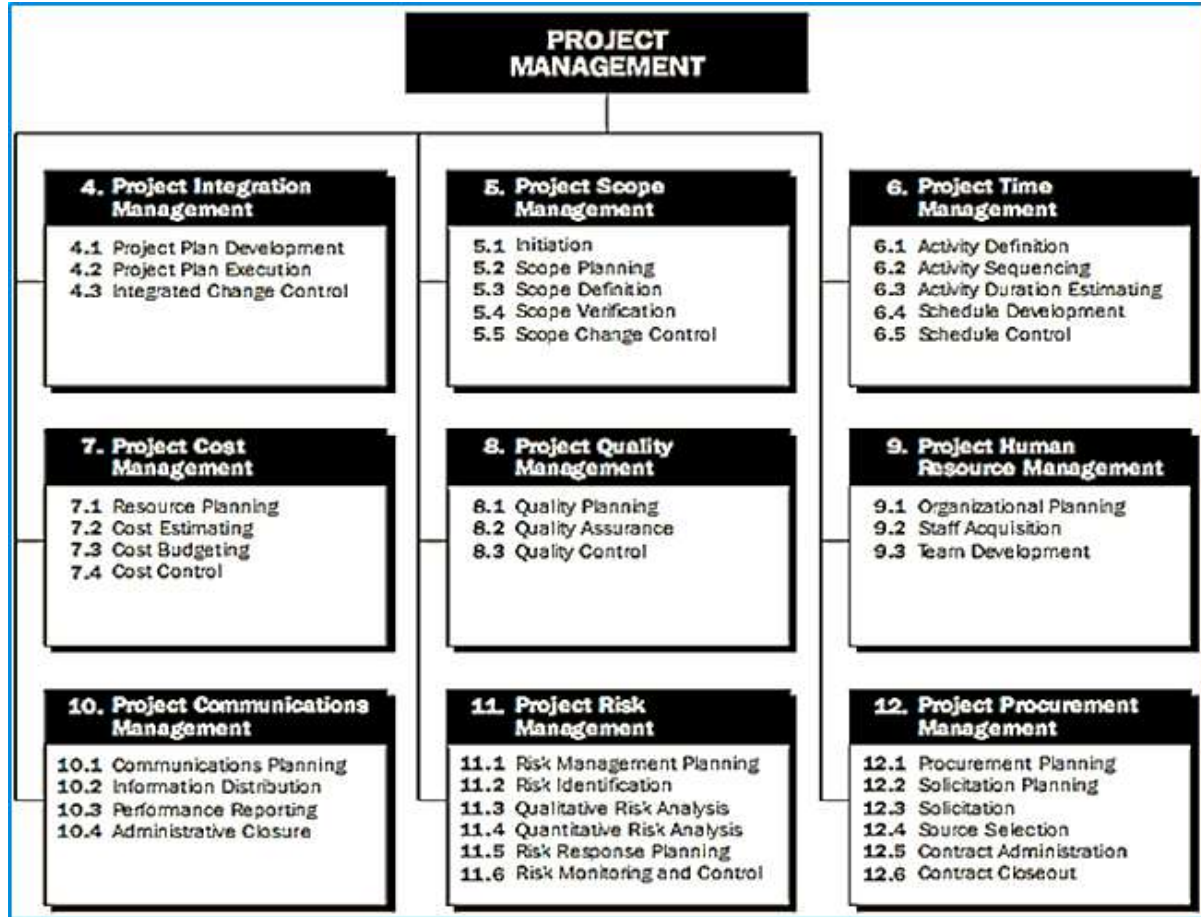 PROJECT
MANAGEMENT
4. Project Integration
Management
4.1 Project Plan Development
4.2 Project Plan Execution
4.3 Integrated Change Control
5. Project Scope
Management
5.1 Initiation
5.2 Scope Planning
5.3 Scope Definition
5.4 Scope Verification
5.5 Scope Change Control
6. Project Time
Management
6.1 Activity Definition
6.2 Activity Sequencing
6.3 Activity Duration Estimating
6.4 Schedule Development
6.5 Schedule Control
7. Project Cost
Management
7.1 Resource Planning
7.2 Cost Estimating
7.3 Cost Budgeting
7.4 Cost Control
8. Project Quality
Management
8.1 Quality Planning
8.2 Quality Assurance
8.3 Quality Control
9. Project Human
Resource Management
9.1 Organizational Planning
9.2 Staff Acquisition
9.3 Team Development
10. Project Communications
Management
10.1 Communications Planning
10.2 Information Distribution
10.3 Performance Reporting
10.4 Administrative Closure
11. Project Risk
Management
11.1 Risk Management Planning
11.2 Risk Identification
11.3 Qualitative Risk Analysis
11.4 Quantitative Risk Analysis
11.5 Risk Response Planning
11.6 Risk Monitoring and Control
12. Project Procurement
Management
12.1 Procurement Planning
12.2 Solicitation Planning
12.3 Solicitation
12.4 Source Selection
12.5 Contract Administration
12.6 Contract Closeout